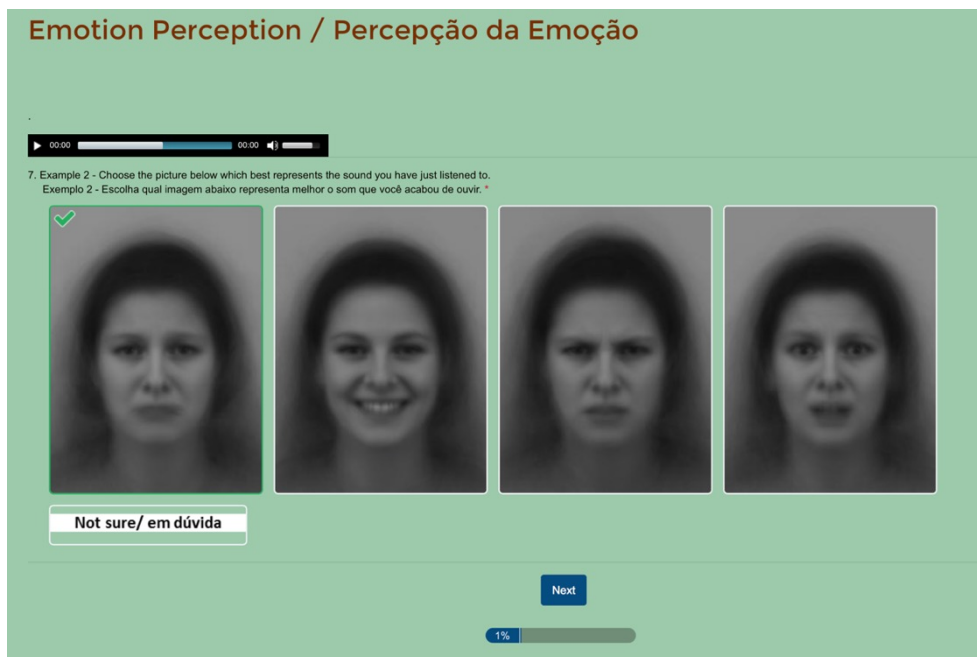 Emotion Perception / Percepção da Emoção
.
00:00 00:00
7. Example 2 - Choose the picture below which best represents the sound you have just listened to.
Exemplo 2 - Escolha qual imagem abaixo representa melhor o som que você acabou de ouvir. *
Not sure/ em dúvida
Next
1%